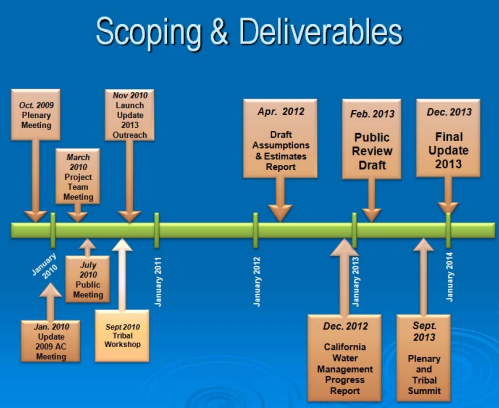 Scoping & Deliverables
Oct. 2009
Plenary
Meeting
March
2010
Project
Team
Meeting
Nov 2010
Launch
Update
2013
Outreach
Apr. 2012
Draft
Assumptions
& Estimates
Report
Feb. 2013
Public
Review
Draft
Dec. 2013
Final
Update
2013
January
2010
January 2011
January 2012
January 2013
January 2014
Jan. 2010
Update
2009 AC
Meeting
July
2010
Public
Meeting
Sept 2010
Tribal
Workshop
Dec. 2012
California
Water
Management
Progress
Report
Sept.
2013
Plenary
and
Tribal
Summit